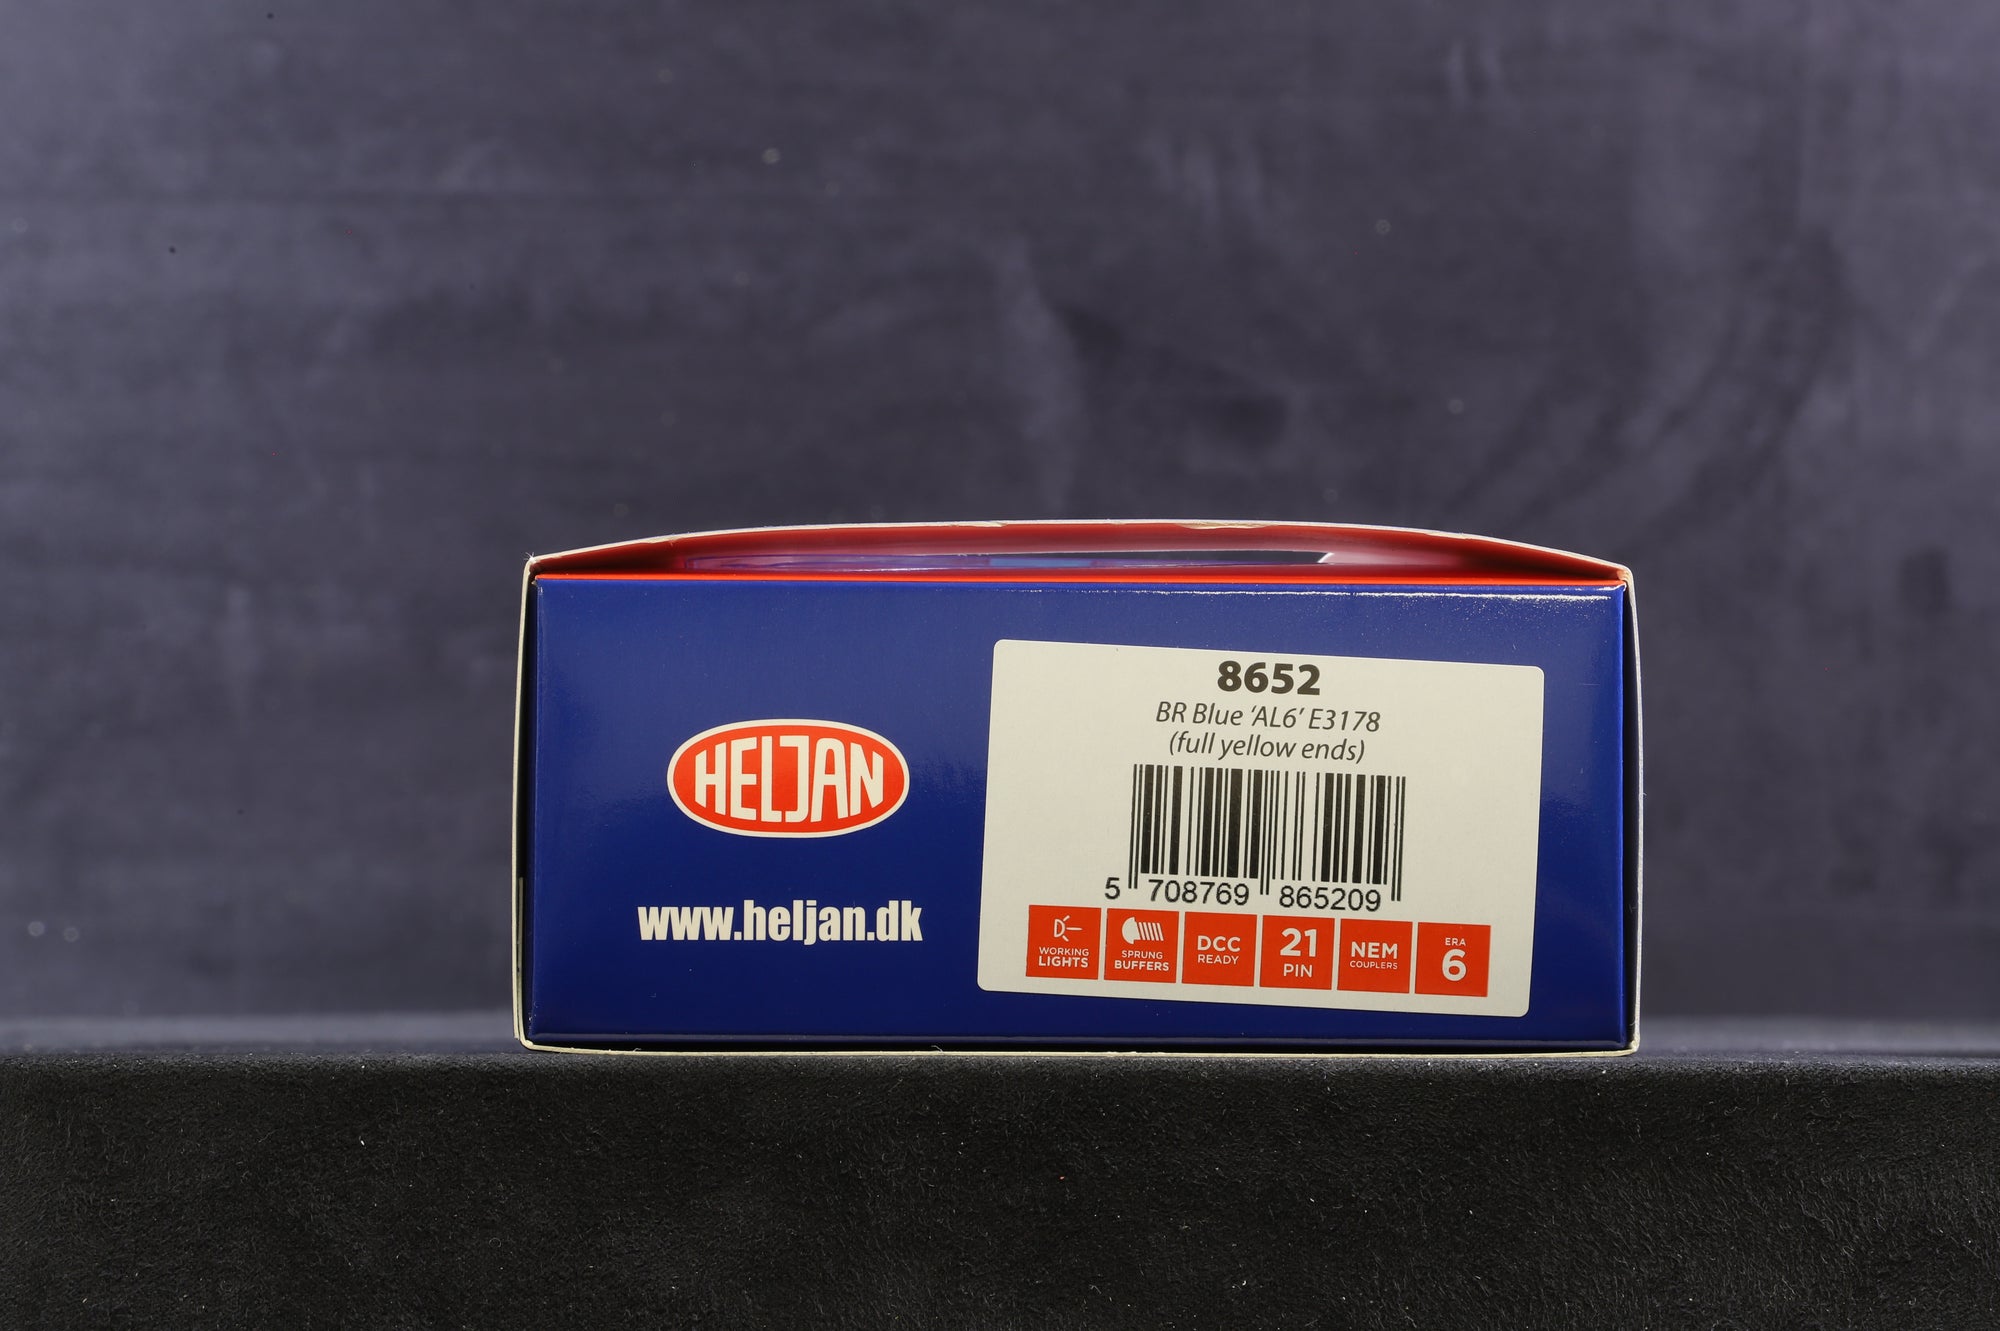 HELJAN
www.heljan.dk
8652
BR Blue ‘AL6’ E3178
(full yellow ends)
5 708769 865209
WORKING
LIGHTS
SPRUNG
BUFFERS
DCC
READY
21
PIN
NEM
COUPLERS
ERA
6